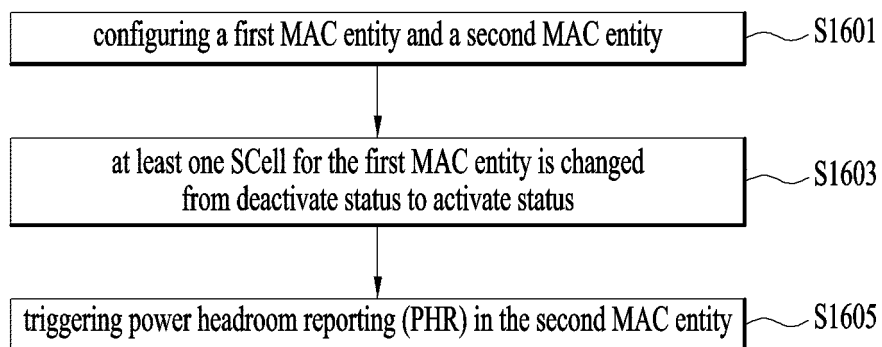 configuring a first MAC entity and a second MAC entity
S1601
at least one SCell for the first MAC entity is changed
from deactivate status to activate status
S1603
triggering power headroom reporting (PHR) in the second MAC entity
S1605